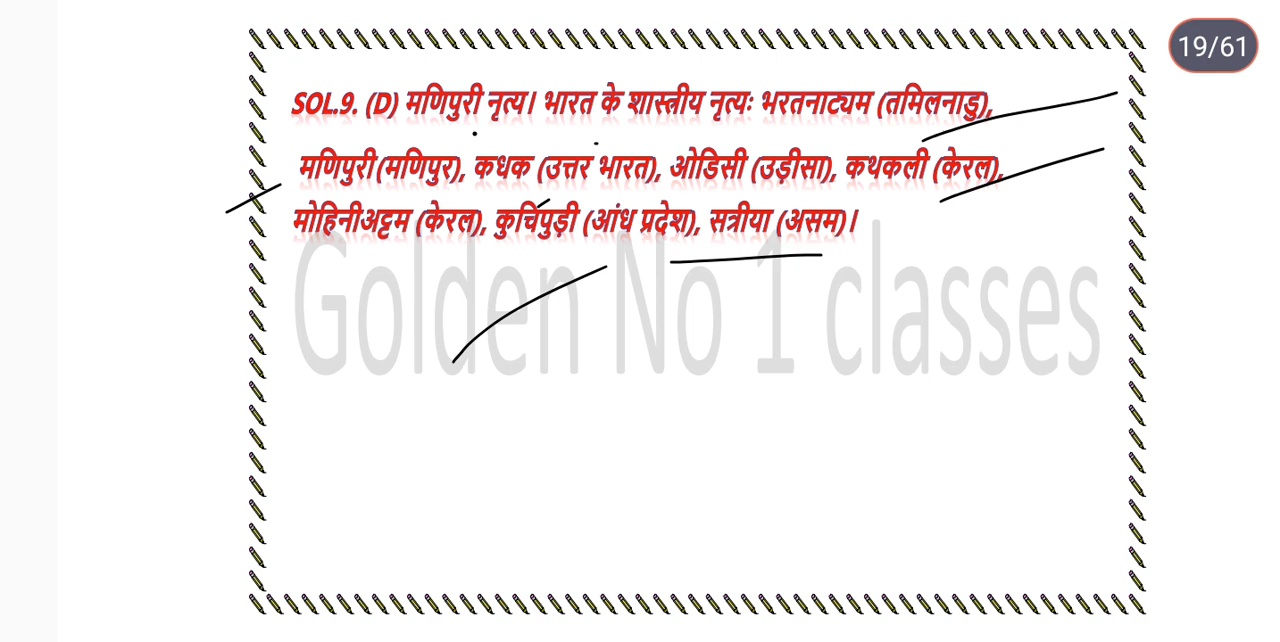 19/61
SOL.9. (D) मणिपुरी नृत्य। भारत के शास्त्रीय नृत्यः भरतनाट्यम (तमिलनाडु),
मणिपुरी(मणिपुर), कधक (उत्तर भारत), ओडिसी (उड़ीसा), कथकली (केरल),
मोहिनीअट्टम (केरल), कुचिपुड़ी (आंध प्रदेश), सत्रीया (असम)।
Golden No 1 classes